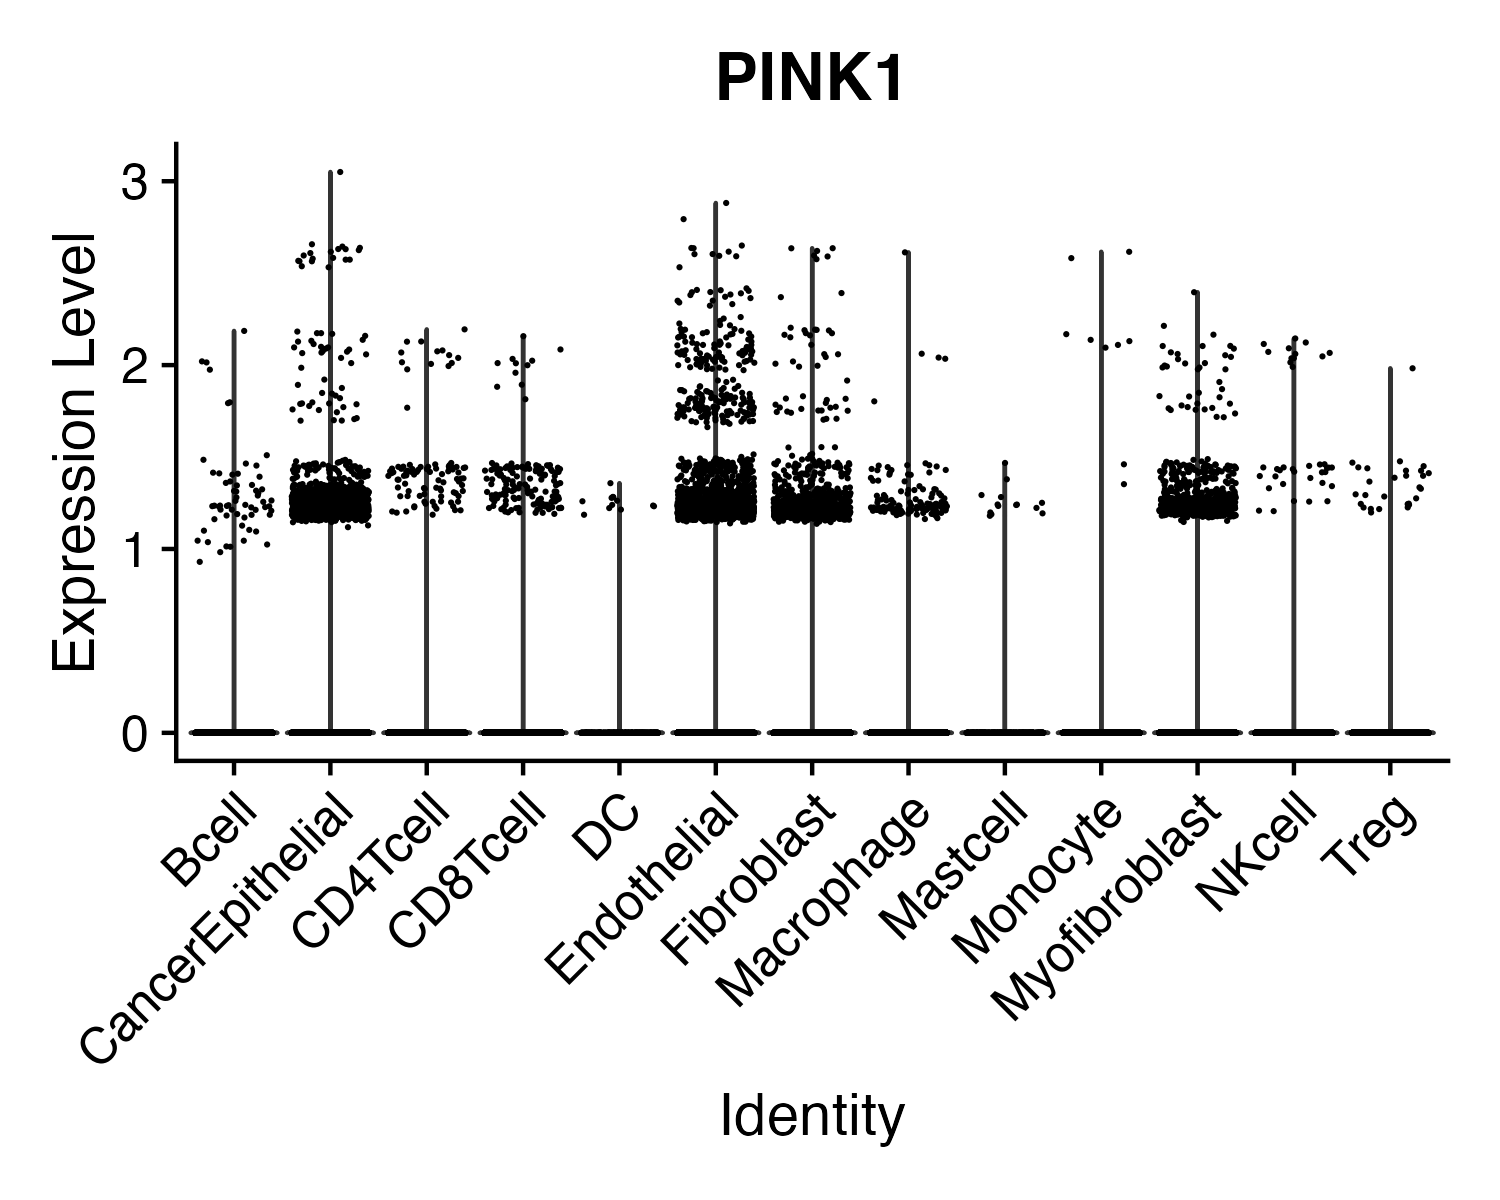 PINK1
Expression Level
3
2
1
0
Bcell
CancerEpithelial
CD4Tcell
CD8Tcell
DC
Endothelial
Fibroblast
Macrophage
Mastcell
Monocyte
Myofibroblast
NKcell
Treg
Identity